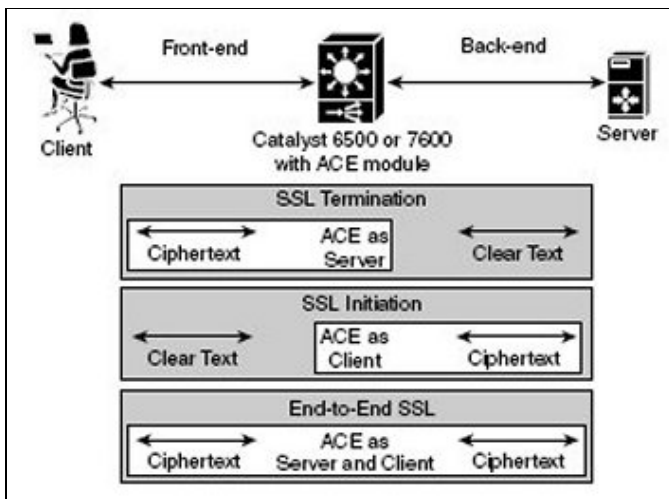 Front-end
Back-end
Client
Catalyst 6500 or 7600
with ACE module
Server
SSL Termination
Ciphertext
ACE as
Server
Clear Text
SSL Initiation
Clear Text
ACE as
Client
Ciphertext
End-to-End SSL
Ciphertext
ACE as
Server and Client
Ciphertext